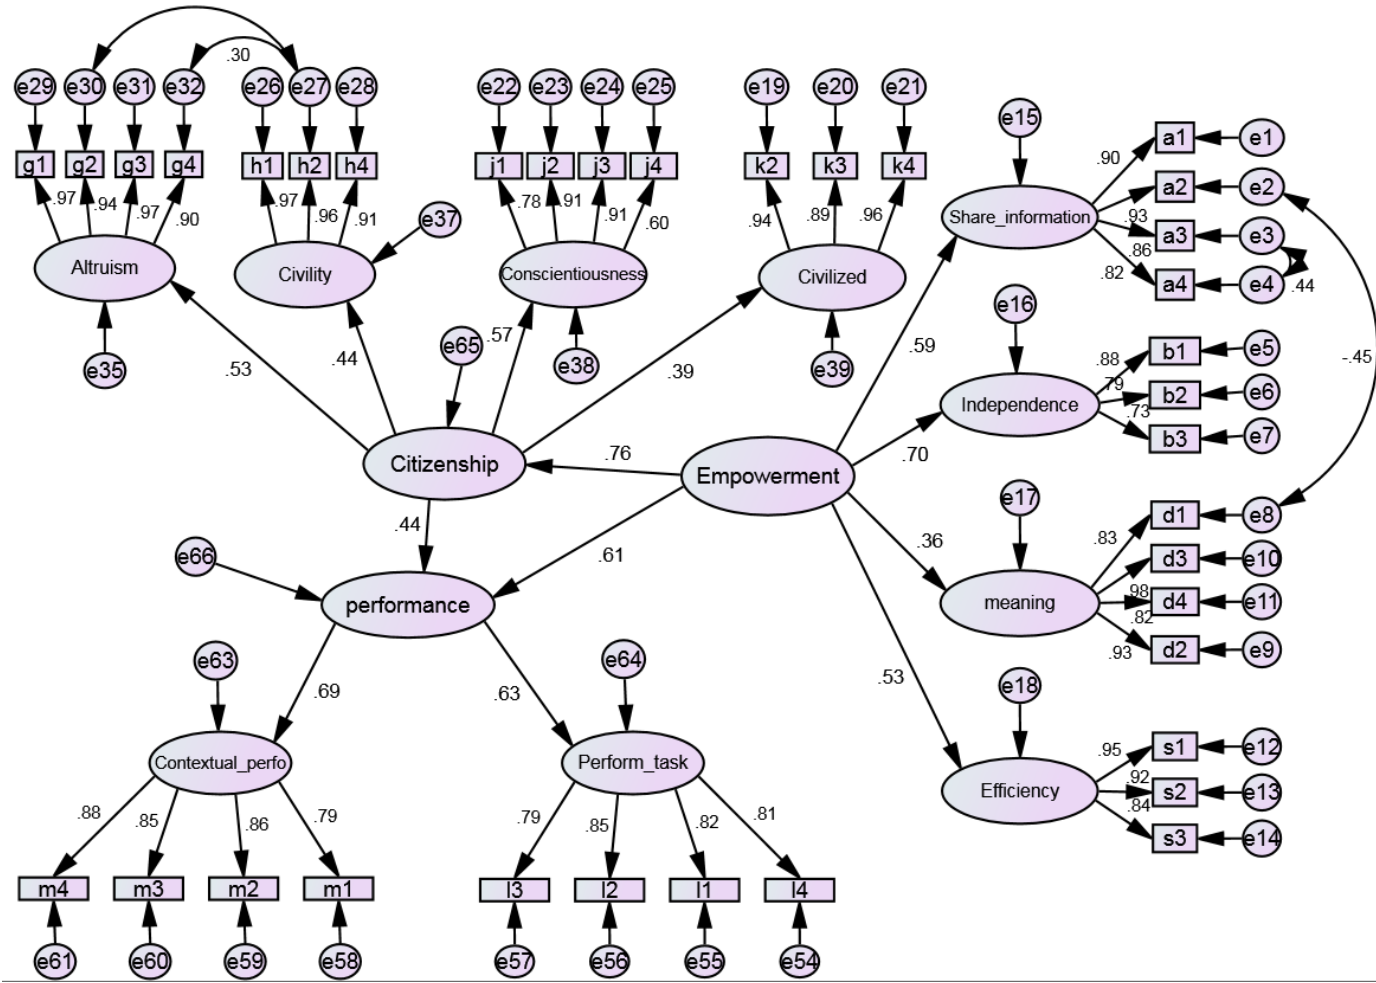 .30
e29 e30 e31 e32 e26 e27 e28 e22 e23 e24 e25 e19 e20 e21
g1 g2 g3 g4 h1 h2 h4 j1 j2 j3 j4 k2 k3 k4
.97 .94 .97 .90 .97 .96 .91 .78 .91 .91 .60 .94 .89 .96
e37
Altruism Civility Conscientiousness Civilized
e35 e38 e39
e15
Share_information
.90 .93 .86 .82
a1 e1
a2 e2
a3 e3
a4 e4
.44
-.45
e16
Independence
.88 .79 .73
b1 e5
b2 e6
b3 e7
e65
.53 .44 .57 .39 .59
.70
Citizenship .76 Empowerment
.44 .61 .36 .53
e17
meaning
.83 .98 .82 .93
d1 e8
d3 e10
d4 e11
d2 e9
e66
performance
e63 .69 .63 e64
e18
Efficiency
.95 .92 .84
s1 e12
s2 e13
s3 e14
Contextual_perfo Perform_task
.88 .85 .86 .79 .79 .85 .82 .81
m4 m3 m2 m1 l3 l2 l1 l4
e61 e60 e59 e58 e57 e56 e55 e54